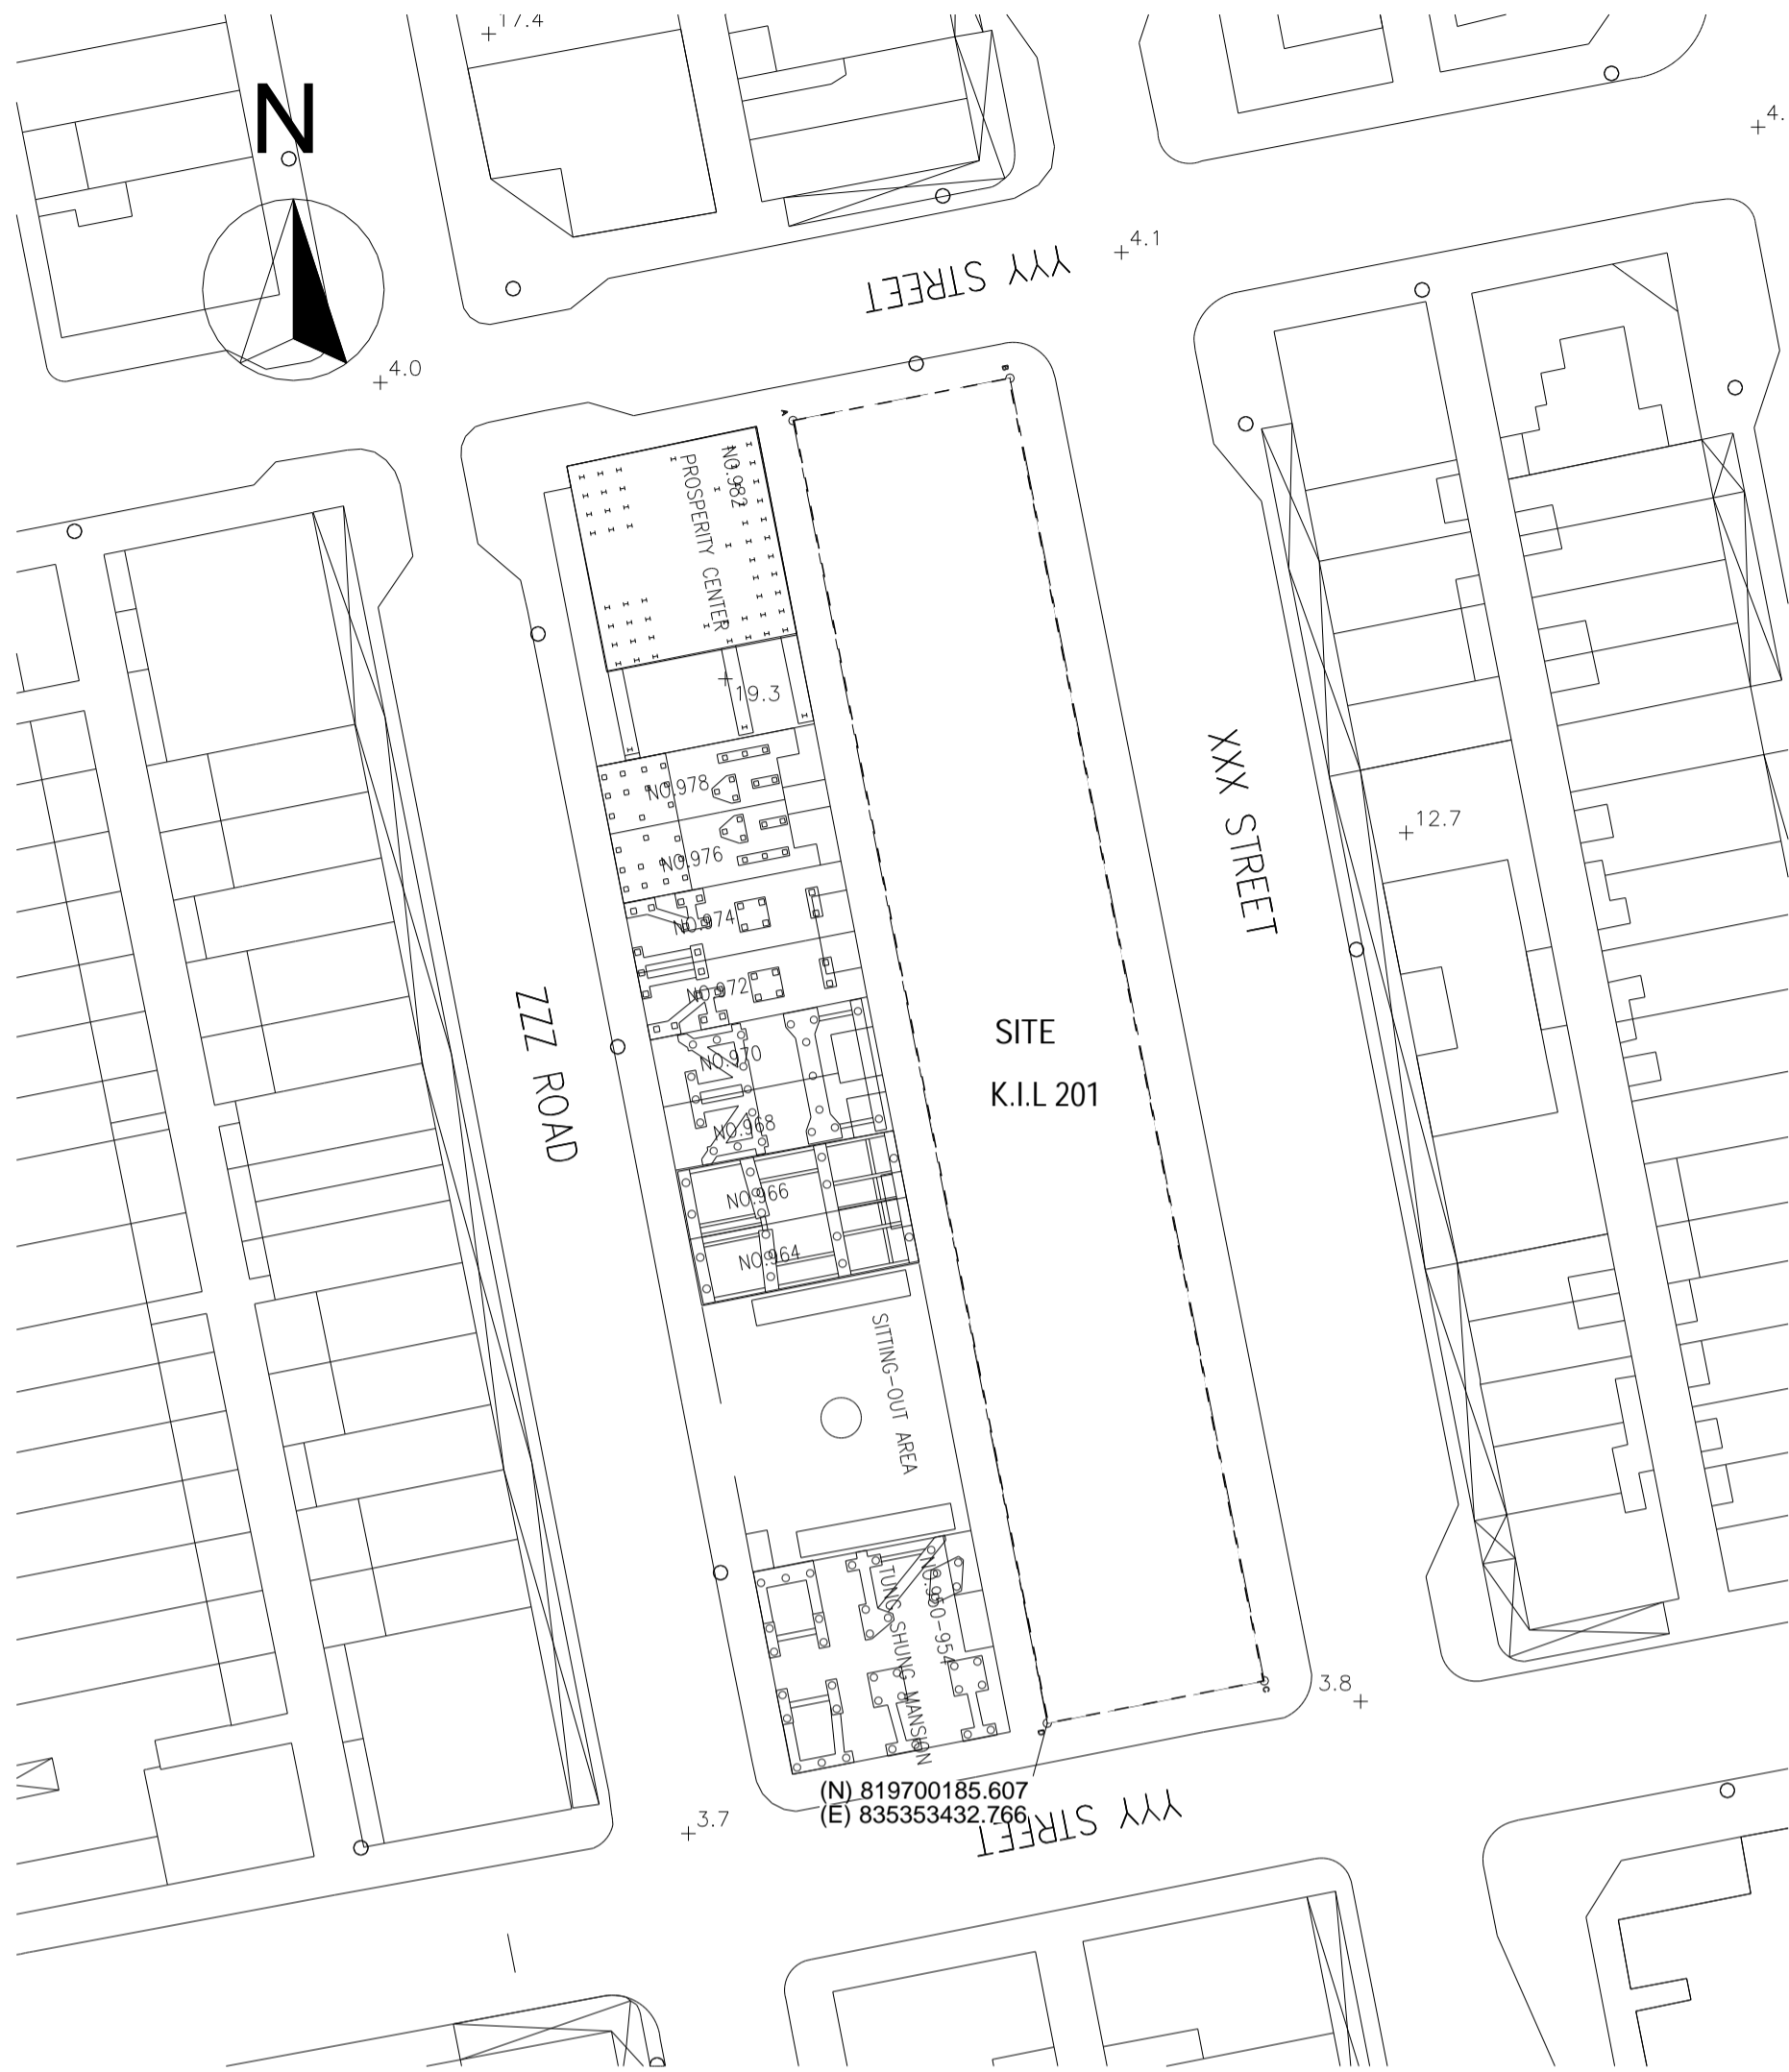 17.4
N
4.
4.1
YYY STREET
4.0
B
A
NO.982
PROSPERITY CENTER
19.3
XXX STREET
NO.978
12.7
NO.976
NO.974
NO.972
ZZZ ROAD
SITE
K.I.L 201
NO.970
NO.968
NO.966
NO.964
SITTING-OUT AREA
NO.950-954
TUNG SHUNG MANSION
3.8
C
D
(N) 819700185.607
(E) 835353432.766
3.7
YYY STREET